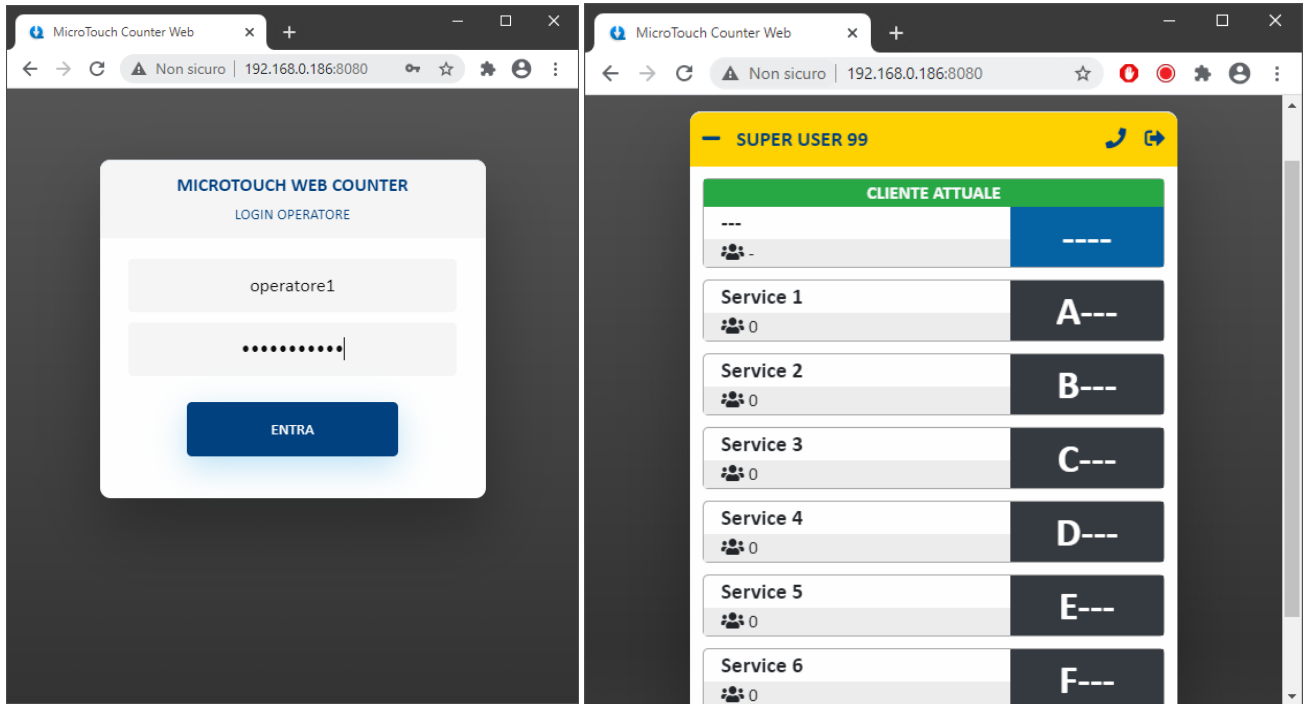 MicroTouch Counter Web
Non sicuro
192.168.0.186:8080
MICROTOUCH WEB COUNTER
LOGIN OPERATORE
operatore1
•••••••••••
ENTRA
MicroTouch Counter Web
Non sicuro
192.168.0.186:8080
SUPER USER 99
CLIENTE ATTUALE
---
----
-
Service 1
A---
0
Service 2
B---
0
Service 3
C---
0
Service 4
D---
0
Service 5
E---
0
Service 6
F---
0